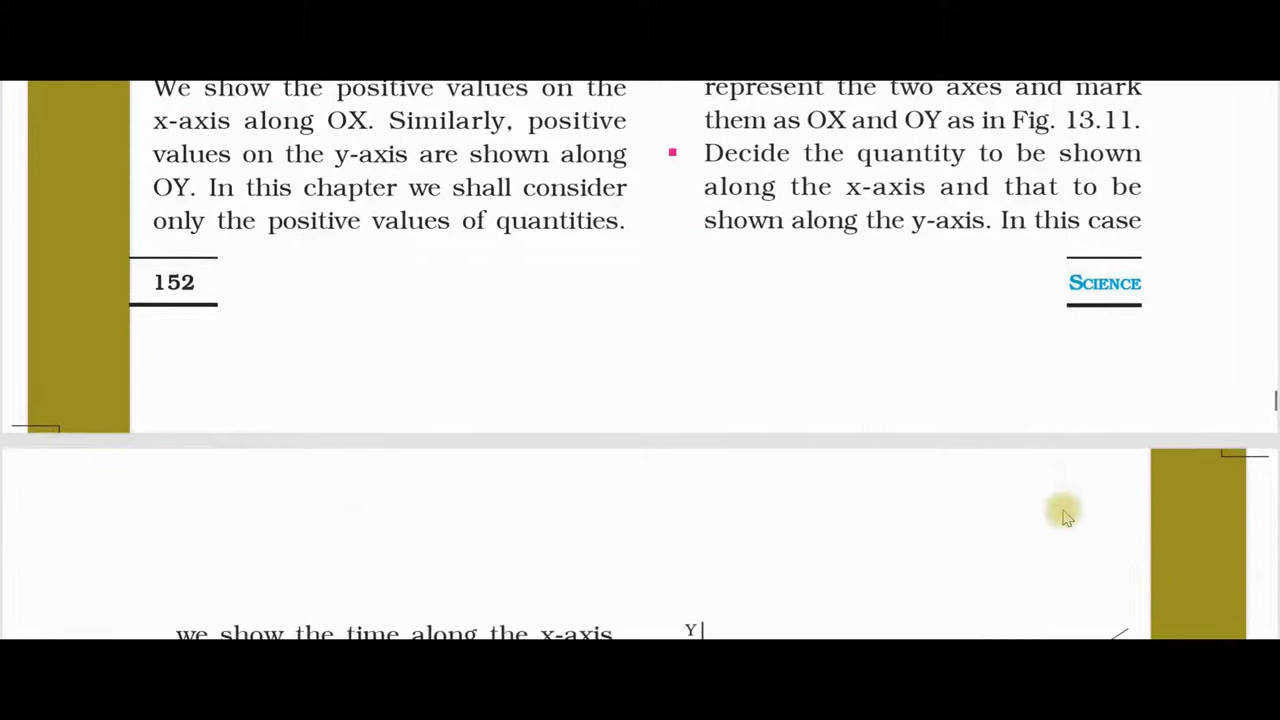 We show the positive values on the
x-axis along OX. Similarly, positive
values on the y-axis are shown along
OY. In this chapter we shall consider
only the positive values of quantities.
represent the two axes and mark
them as OX and OY as in Fig. 13.11.
Decide the quantity to be shown
along the x-axis and that to be
shown along the y-axis. In this case
152
SCIENCE
we show the time along the x-axis
Y